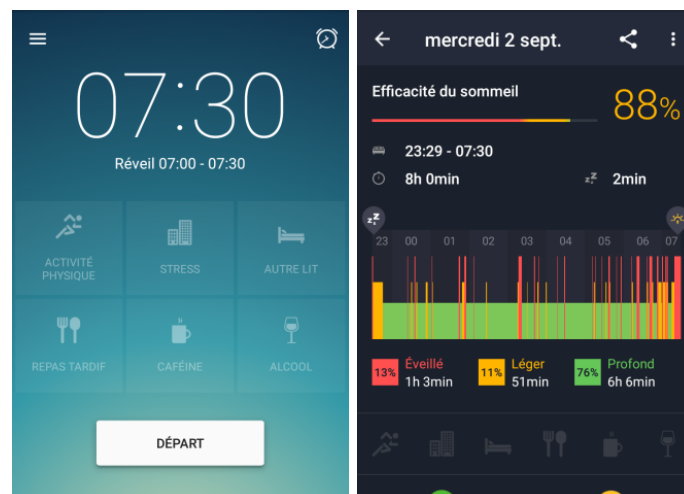 07:30
Réveil 07:00 - 07:30
ACTIVITÉ
PHYSIQUE
STRESS
AUTRE LIT
REPAS TARDIF
CAFÉINE
ALCOOL
DÉPART
mercredi 2 sept.
Efficacité du sommeil
88%
23:29 - 07:30
8h 0min
zzz 2min
zzz
23 00 01 02 03 04 05 06 07
13% Éveillé
1h 3min
11% Léger
51min
76% Profond
6h 6min